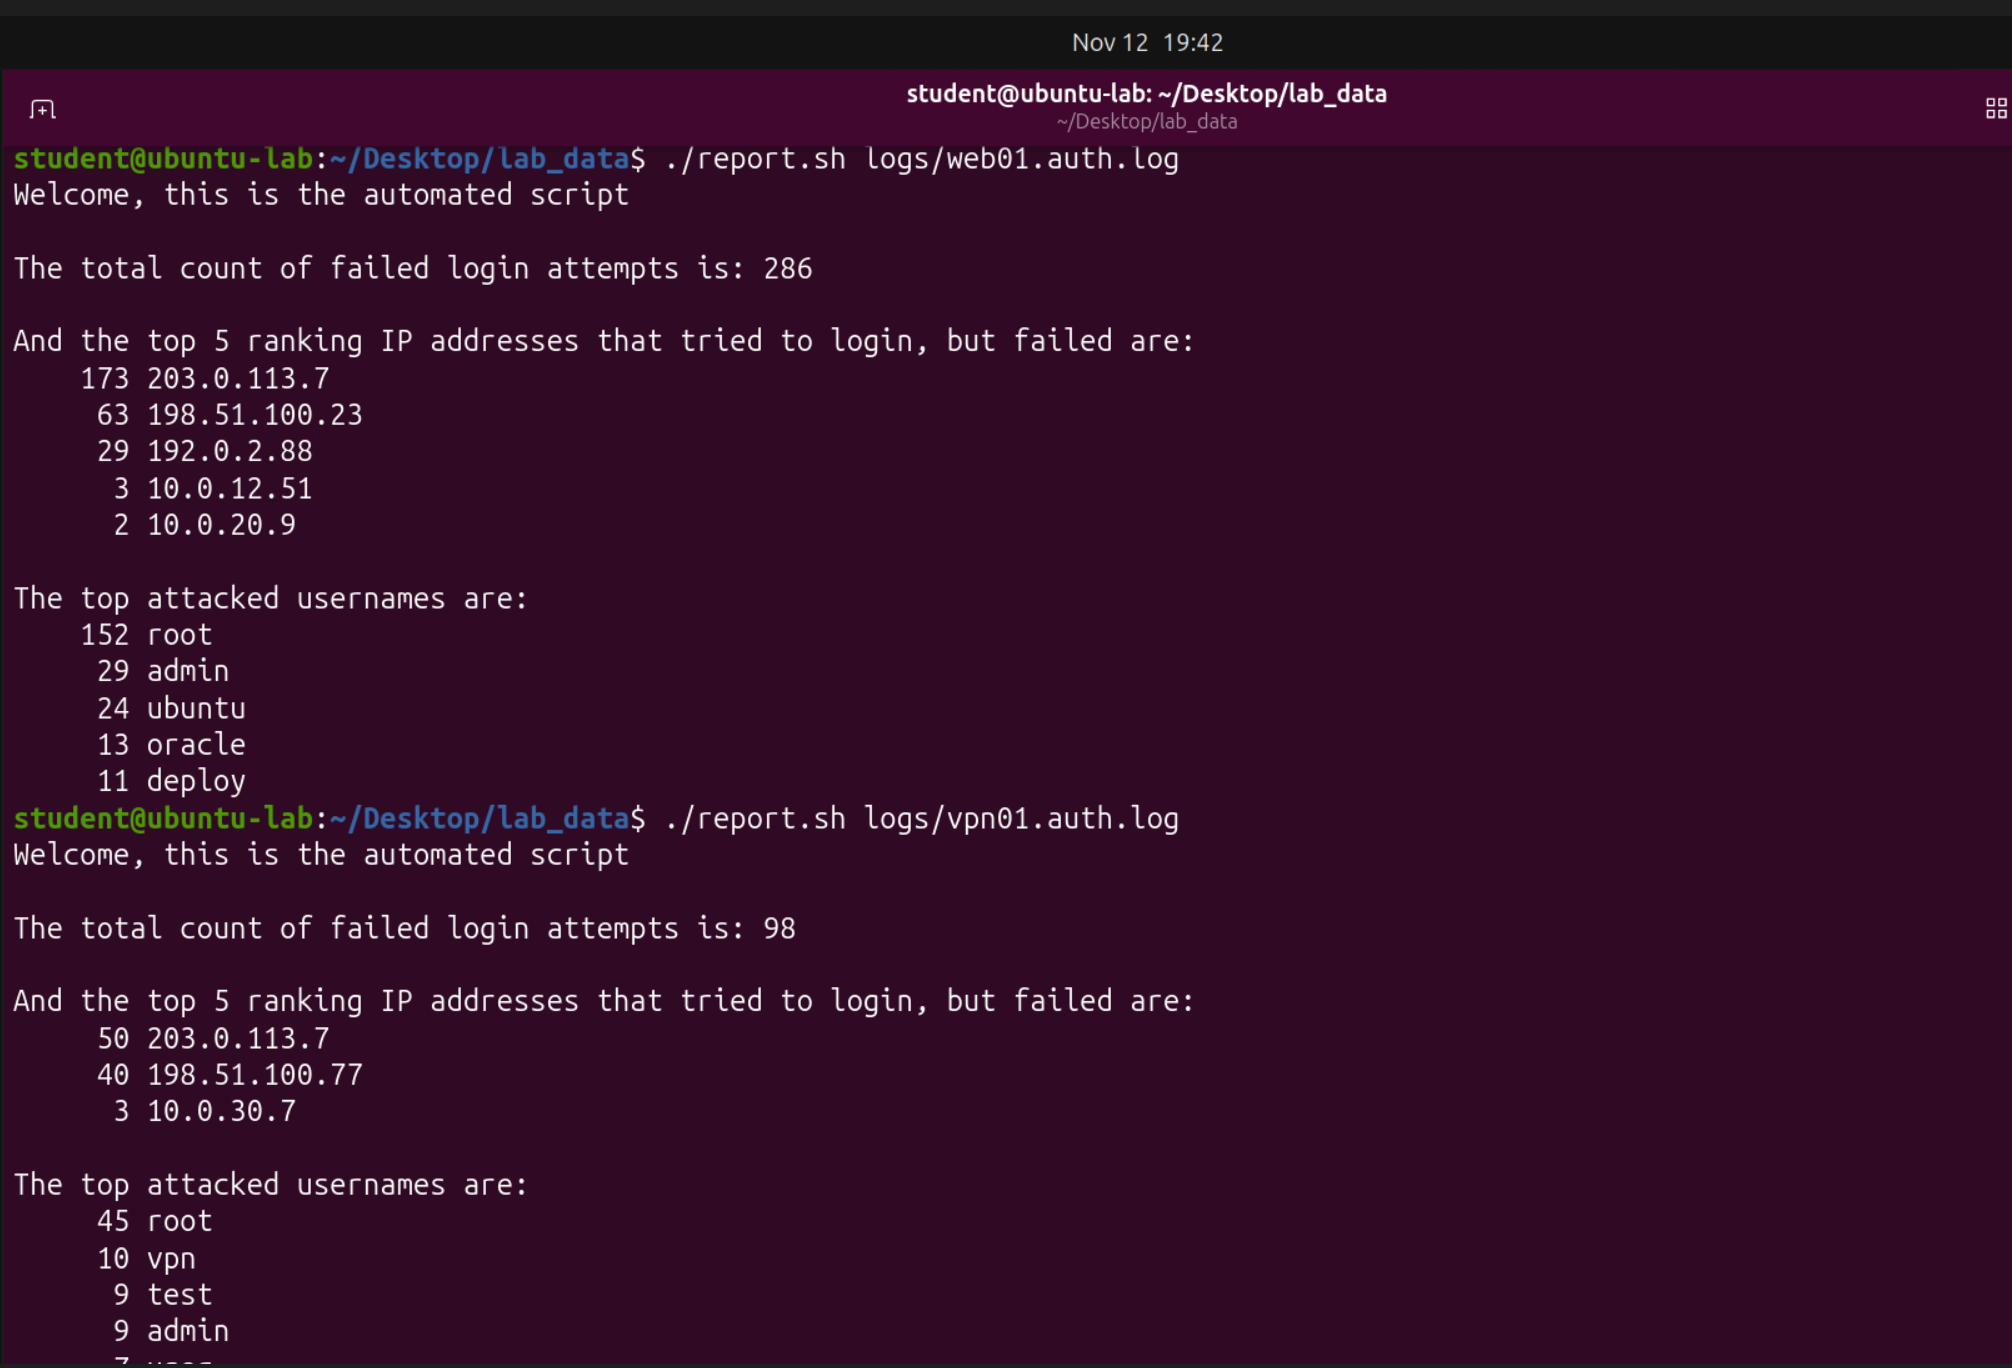 Nov 12 19:42
student@ubuntu-lab: ~/Desktop/lab_data
~/Desktop/lab_data
student@ubuntu-lab:~/Desktop/lab_data$ ./report.sh logs/web01.auth.log
Welcome, this is the automated script
The total count of failed login attempts is: 286
And the top 5 ranking IP addresses that tried to login, but failed are:
173 203.0.113.7
63 198.51.100.23
29 192.0.2.88
3 10.0.12.51
2 10.0.20.9
The top attacked usernames are:
152 root
29 admin
24 ubuntu
13 oracle
11 deploy
student@ubuntu-lab:~/Desktop/lab_data$ ./report.sh logs/vpn01.auth.log
Welcome, this is the automated script
The total count of failed login attempts is: 98
And the top 5 ranking IP addresses that tried to login, but failed are:
50 203.0.113.7
40 198.51.100.77
3 10.0.30.7
The top attacked usernames are:
45 root
10 vpn
9 test
9 admin